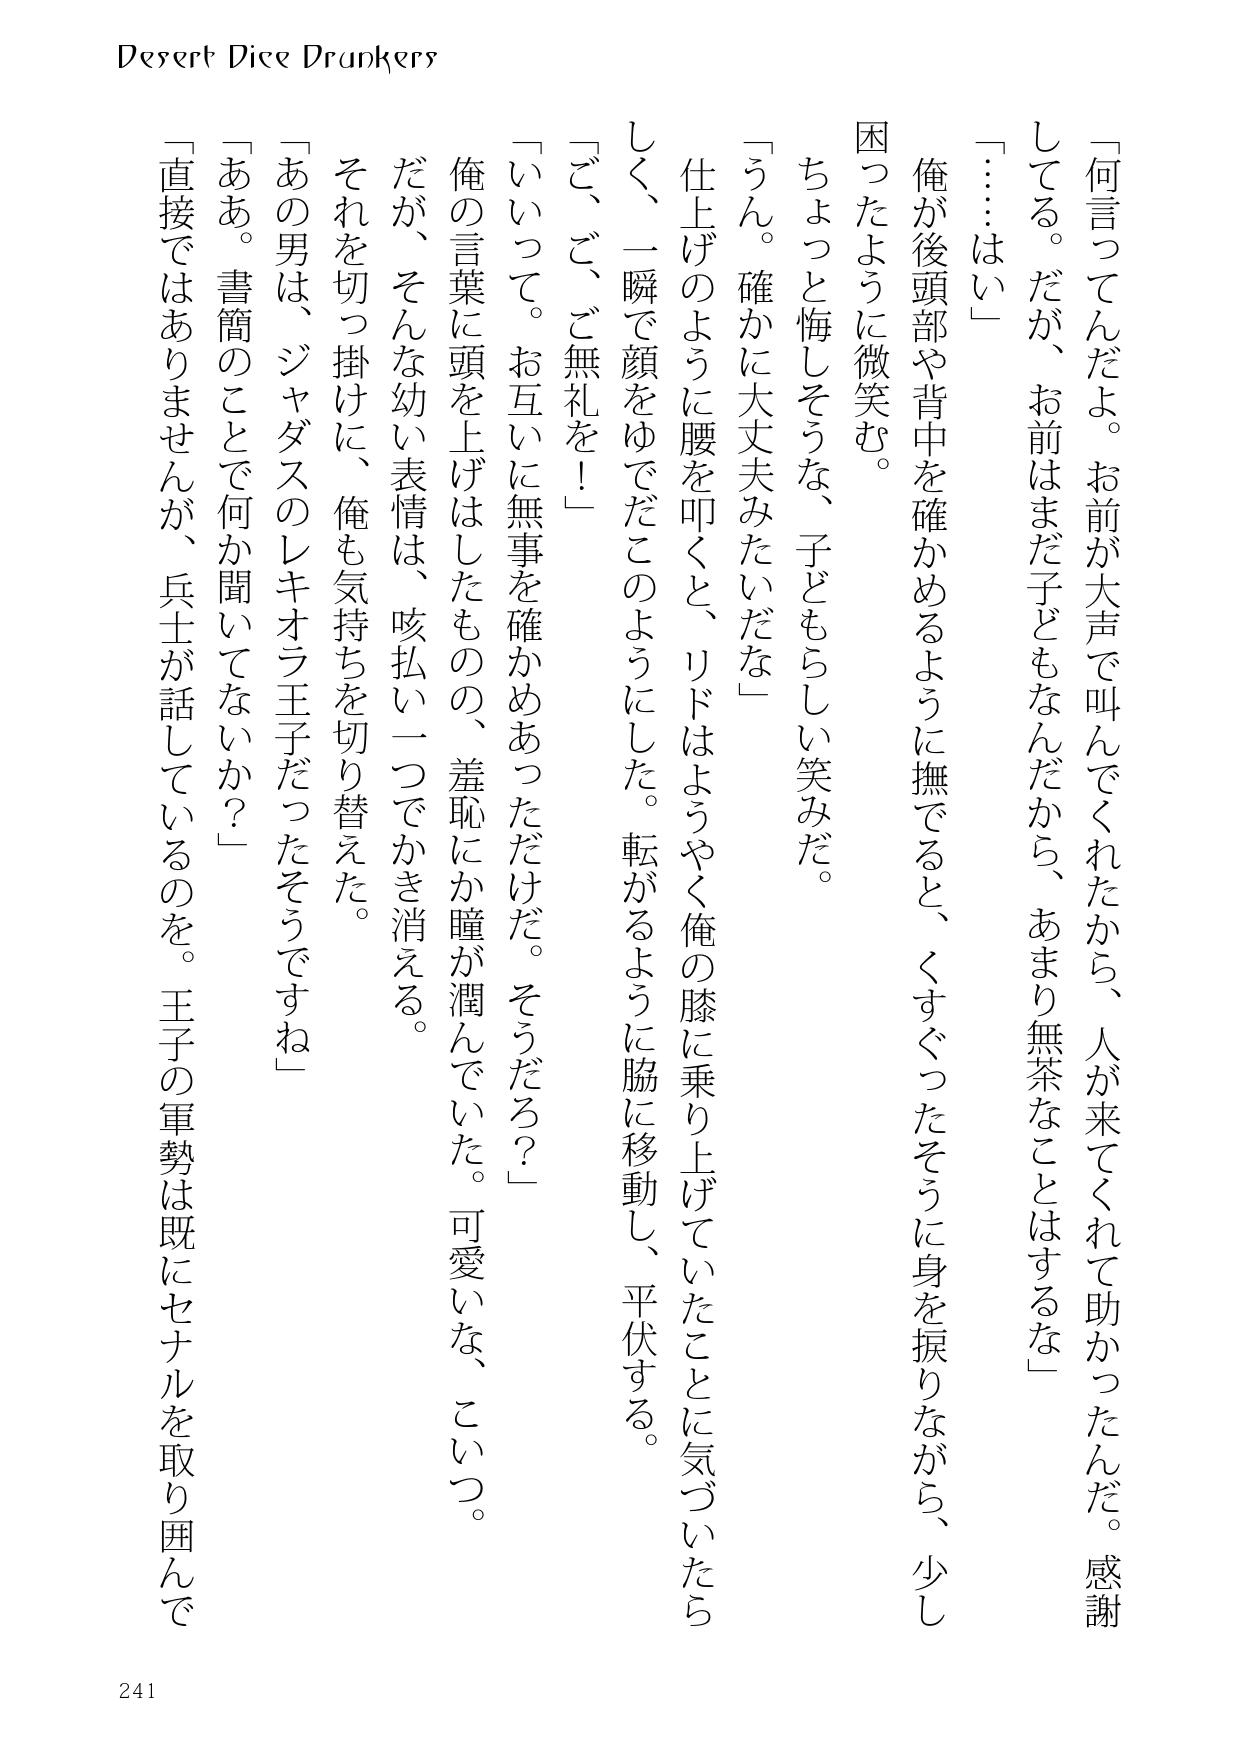 Desert Dice Drunkers
「何言ってんだよ。お前が大声で叫んでくれたから、人が来てくれて助かったんだ。感謝
してる。だが、お前はまだ子どもなんだから、あまり無茶なことはするな」
「……はい」
　俺が後頭部や背中を確かめるように撫でると、くすぐったそうに身を捩りながら、少し
困ったように微笑む。
　ちょっと悔しそうな、子どもらしい笑みだ。
「うん。確かに大丈夫みたいだな」
　仕上げのように腰を叩くと、リドはようやく俺の膝に乗り上げていたことに気づいたら
しく、一瞬で顔をゆでだこのようにした。転がるように脇に移動し、平伏する。
「ご、ご、ご無礼を！」
「いいって。お互いに無事を確かめあっただけだ。そうだろ？」
　俺の言葉に頭を上げはしたものの、羞恥にか瞳が潤んでいた。可愛いな、こいつ。
　だが、そんな幼い表情は、咳払い一つでかき消える。
　それを切っ掛けに、俺も気持ちを切り替えた。
「あの男は、ジャダスのレキオラ王子だったそうですね」
「ああ。書簡のことで何か聞いてないか？」
「直接ではありませんが、兵士が話しているのを。王子の軍勢は既にセナルを取り囲んで
241